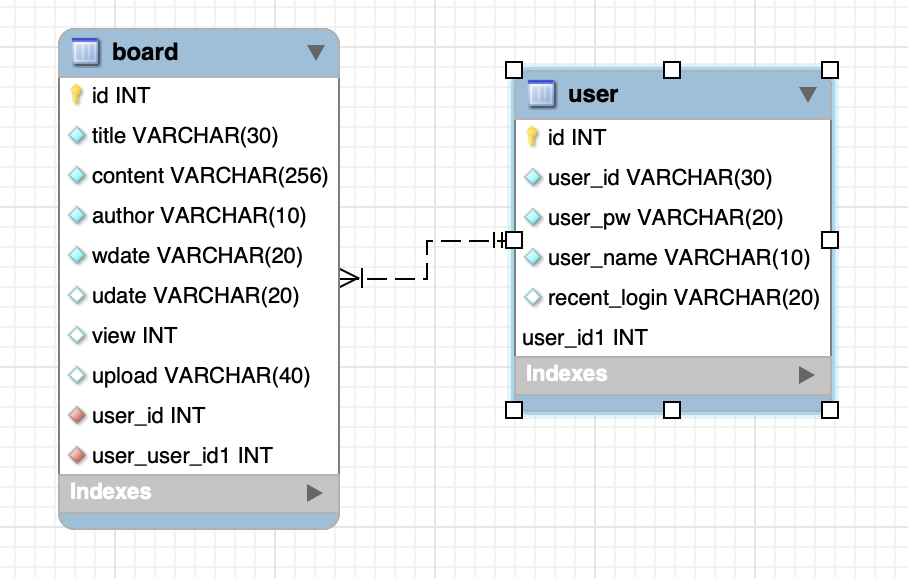 board
id INT
title VARCHAR(30)
content VARCHAR(256)
author VARCHAR(10)
wdate VARCHAR(20)
udate VARCHAR(20)
view INT
upload VARCHAR(40)
user_id INT
user_user_id1 INT
Indexes
user
id INT
user_id VARCHAR(30)
user_pw VARCHAR(20)
user_name VARCHAR(10)
recent_login VARCHAR(20)
user_id1 INT
Indexes